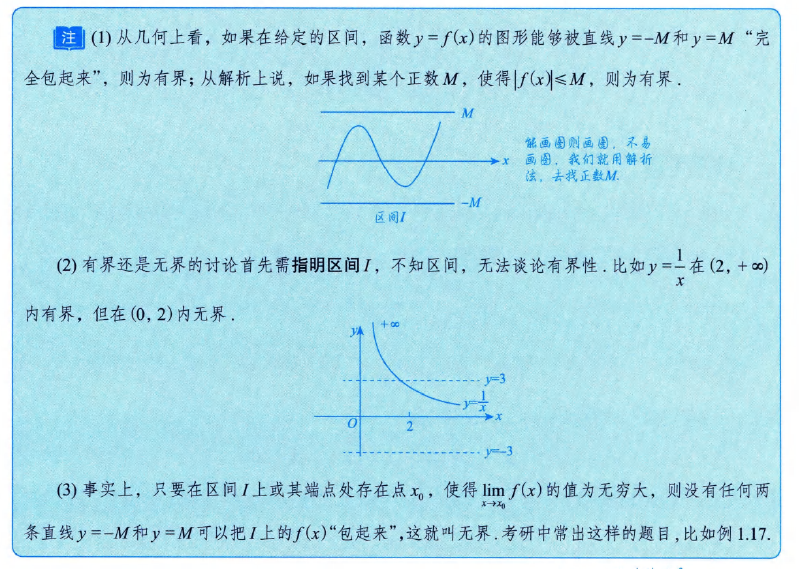 注 (1) 从几何上看，如果在给定的区间，函数 y=f(x) 的图形能够被直线 y=-M 和 y=M “完
全包起来”，则为有界；从解析上说，如果找到某个正数 M，使得|f(x)|≤M，则为有界.
M
能画图则画图，不易
x 画图，我们就用解析
法，去找正数M.
-M
区间I
(2) 有界还是无界的讨论首先需指明区间 I，不知区间，无法谈论有界性.比如 y=1/x 在 (2, +∞)
内有界，但在 (0, 2) 内无界.
y +∞
y=3
y=1/x
x
O 2
y=-3
(3) 事实上，只要在区间 I 上或其端点处存在点 x₀，使得 lim x→x₀ f(x) 的值为无穷大，则没有任何两
条直线 y=-M 和 y=M 可以把 I 上的 f(x)“包起来”,这就叫无界.考研中常出这样的题目,比如例 1.17.